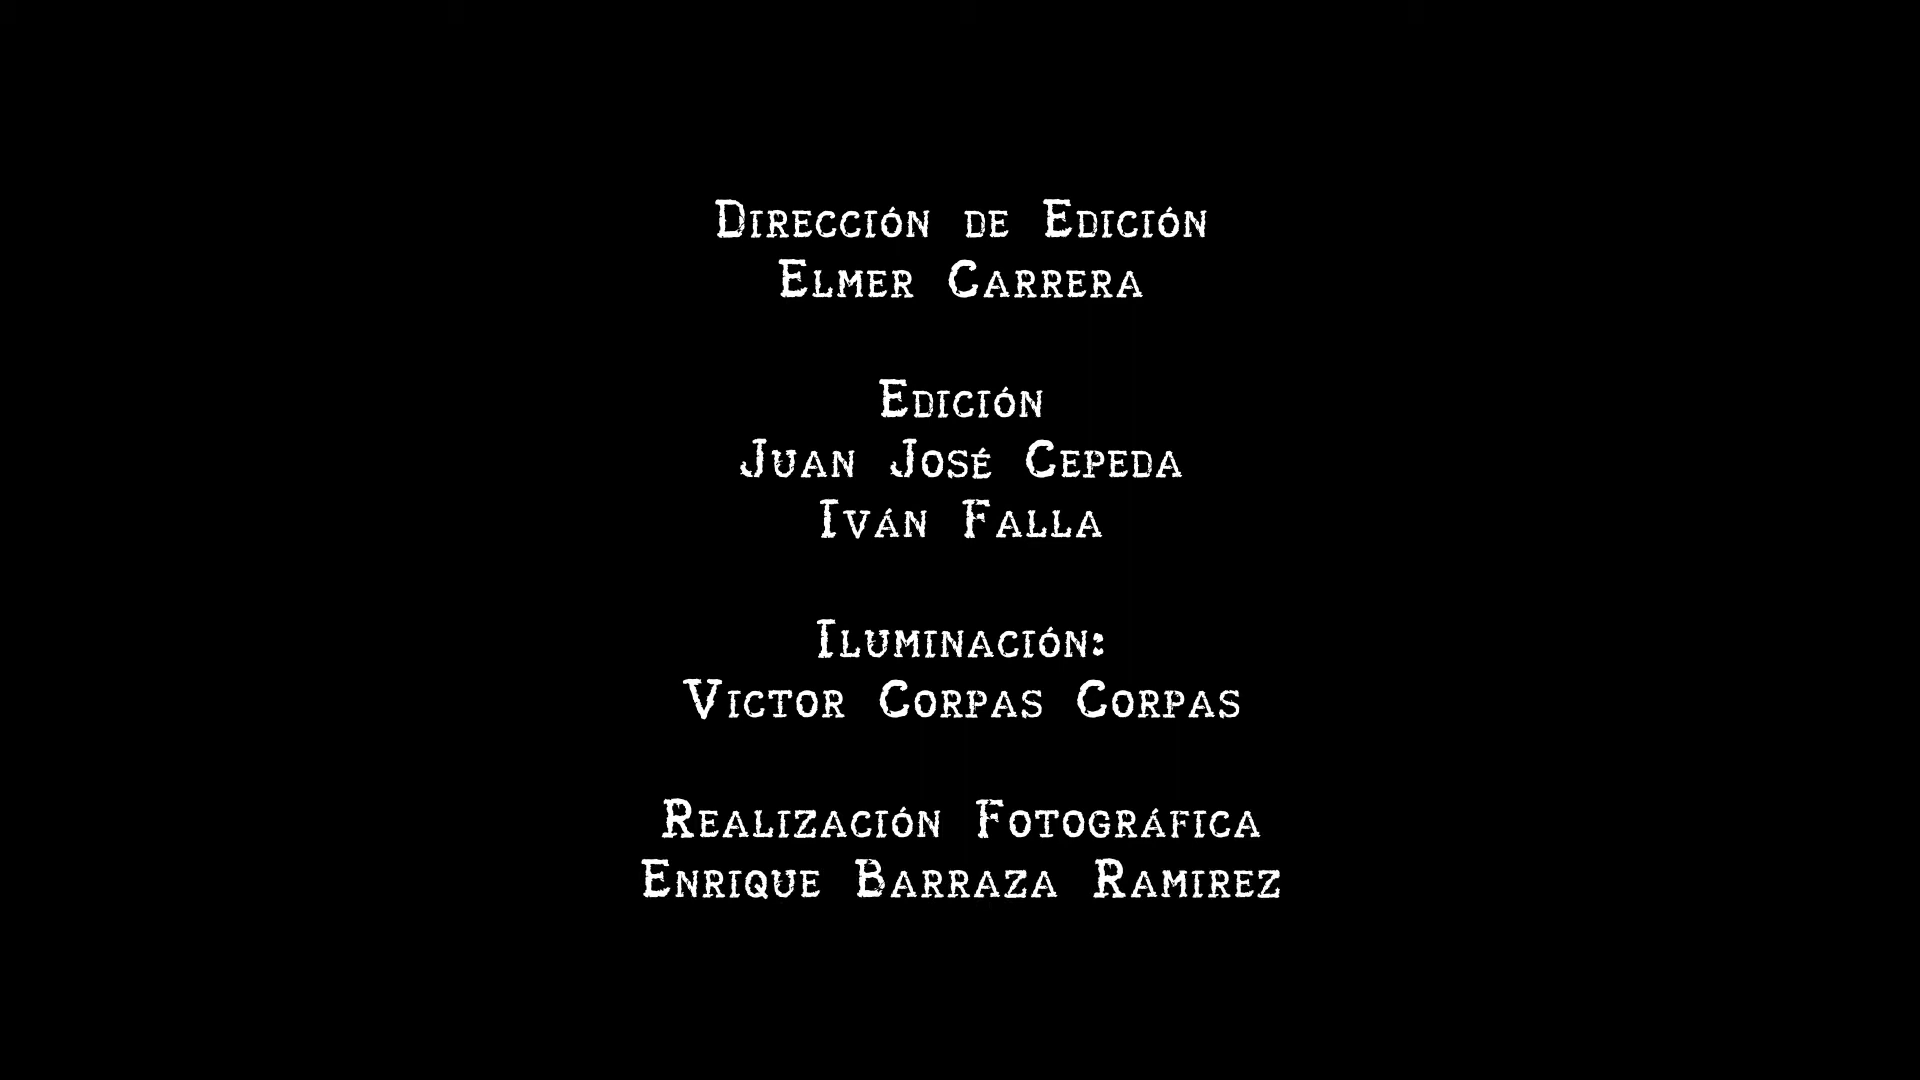 Dirección de Edición
Elmer Carrera
Edición
Juan José Cepeda
Iván Falla
Iluminación:
Victor Corpas Corpas
Realización Fotográfica
Enrique Barraza Ramirez